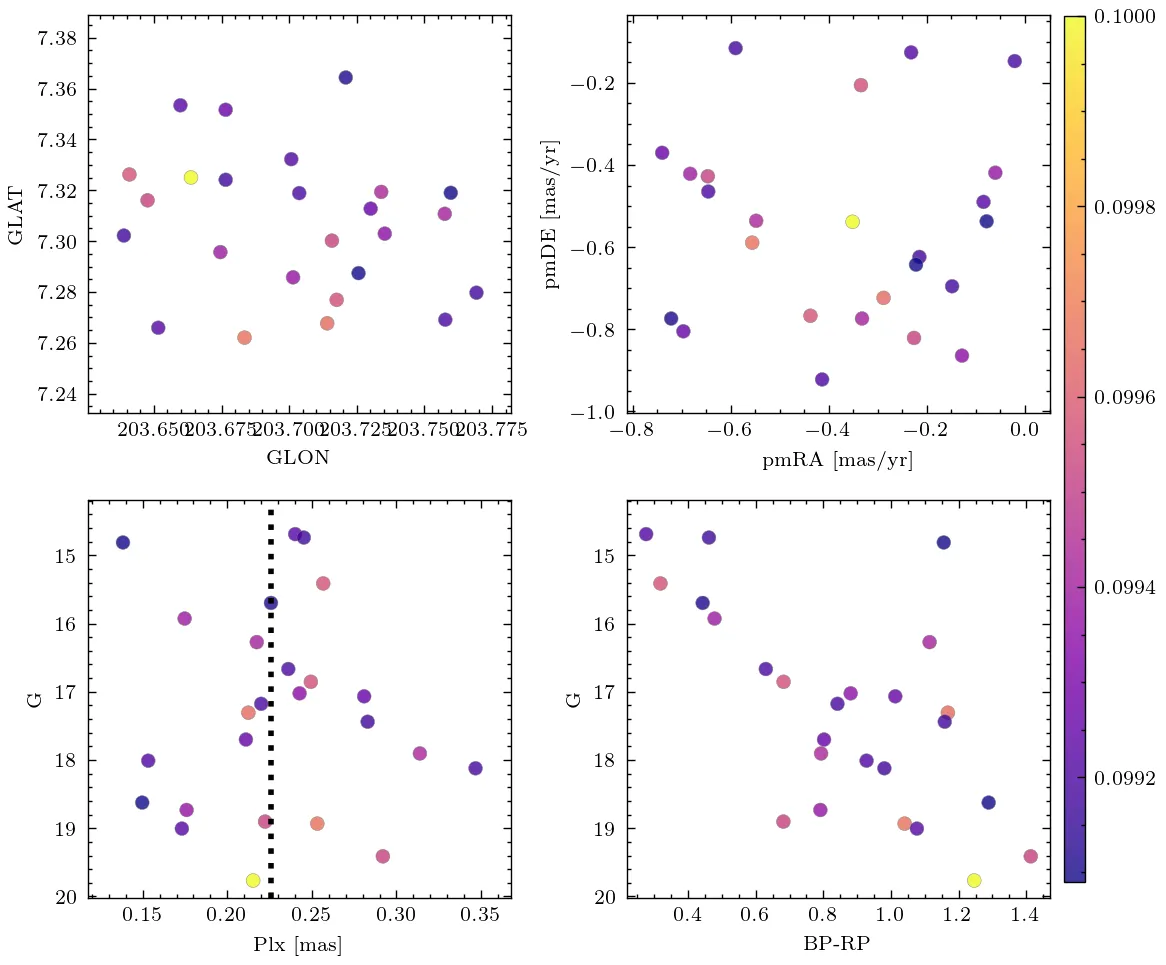 7.38
7.36
7.34
7.32
7.30
7.28
7.26
7.24
GLAT
203.650 203.675 203.700 203.725 203.750 203.775
GLON
−0.2
−0.4
−0.6
−0.8
−1.0
pmDE [mas/yr]
−0.8 −0.6 −0.4 −0.2 0.0
pmRA [mas/yr]
15
16
17
18
19
20
G
0.15 0.20 0.25 0.30 0.35
Plx [mas]
15
16
17
18
19
20
G
0.4 0.6 0.8 1.0 1.2 1.4
BP-RP
0.1000
0.0998
0.0996
0.0994
0.0992